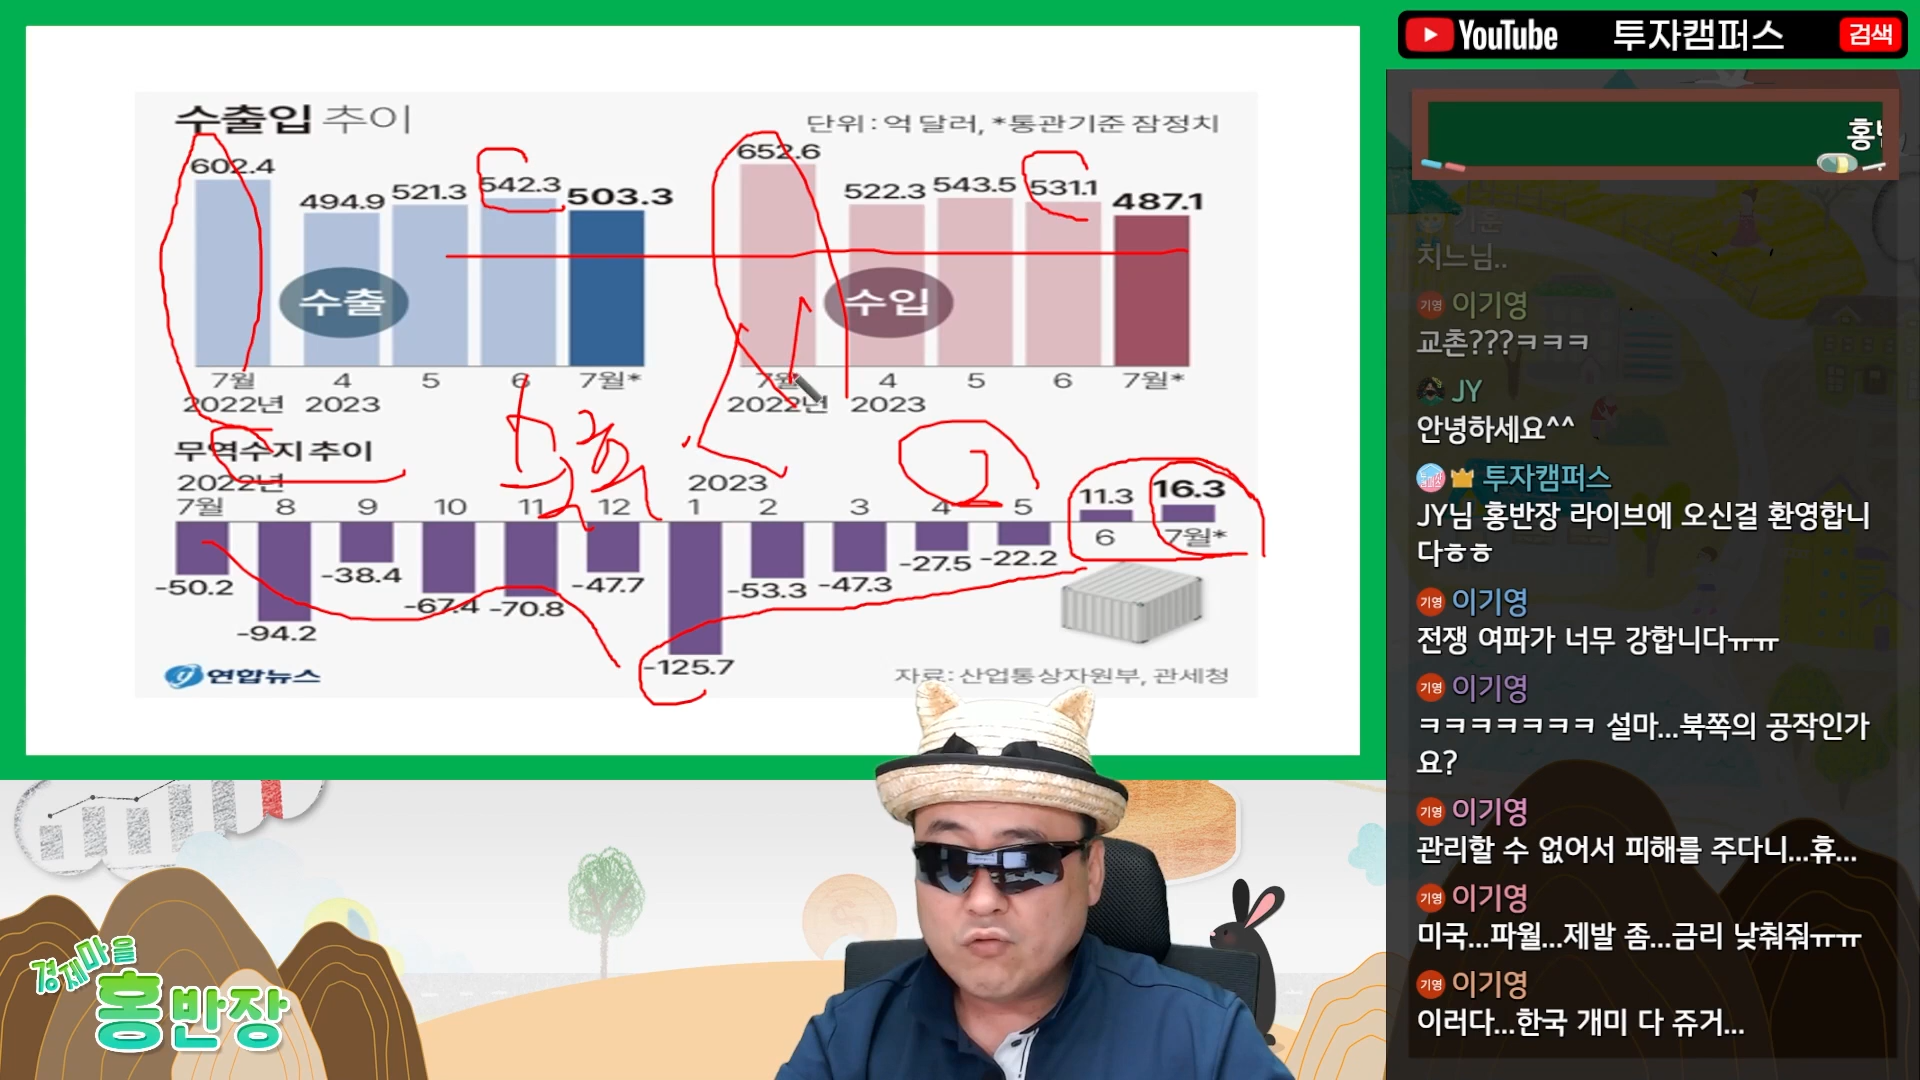 YouTube 투자캠퍼스 검색
수출입 추이
단위 : 억 달러, *통관기준 잠정치
602.4 494.9 521.3 542.3 503.3
652.6 522.3 543.5 531.1 487.1
수출
수입
7월 4 5 6 7월*
2022년 2023
7월 4 5 6 7월*
2022년 2023
무역수지 추이
2022년 2023
7월 8 9 10 11 12 1 2 3 4 5 6 7월*
-50.2 -94.2 -38.4 -67.4 -70.8 -47.7 -125.7 -53.3 -47.3 -27.5 -22.2 11.3 16.3
2
연합뉴스
자료: 산업통상자원부, 관세청
경제마을
홍반장
치느님..
기영 이기영
교촌???ㅋㅋㅋ
JY
안녕하세요^^
투자캠퍼스
JY님 홍반장 라이브에 오신걸 환영합니
다ㅎㅎ
기영 이기영
전쟁 여파가 너무 강합니다ㅠㅠ
기영 이기영
ㅋㅋㅋㅋㅋㅋㅋ 설마...북쪽의 공작인가
요?
기영 이기영
관리할 수 없어서 피해를 주다니...휴...
기영 이기영
미국...파월...제발 좀...금리 낮춰줘ㅠㅠ
기영 이기영
이러다...한국 개미 다 쥬거...